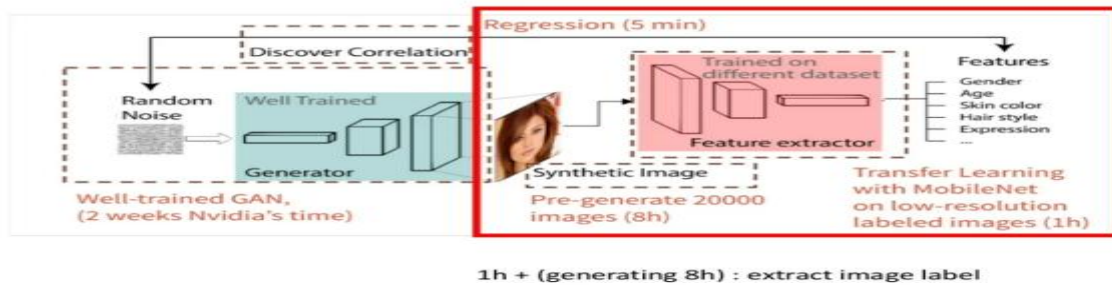 Regression (5 min)
Discover Correlation
Trained on
different dataset
Features
Random
Noise
Well Trained
Gender
Age
Skin color
Hair style
Expression
...
Generator
Feature extractor
Synthetic Image
Well-trained GAN,
(2 weeks Nvidia's time)
Pre-generate 20000
images (8h)
Transfer Learning
with MobileNet
on low-resolution
labeled images (1h)
1h + (generating 8h) : extract image label